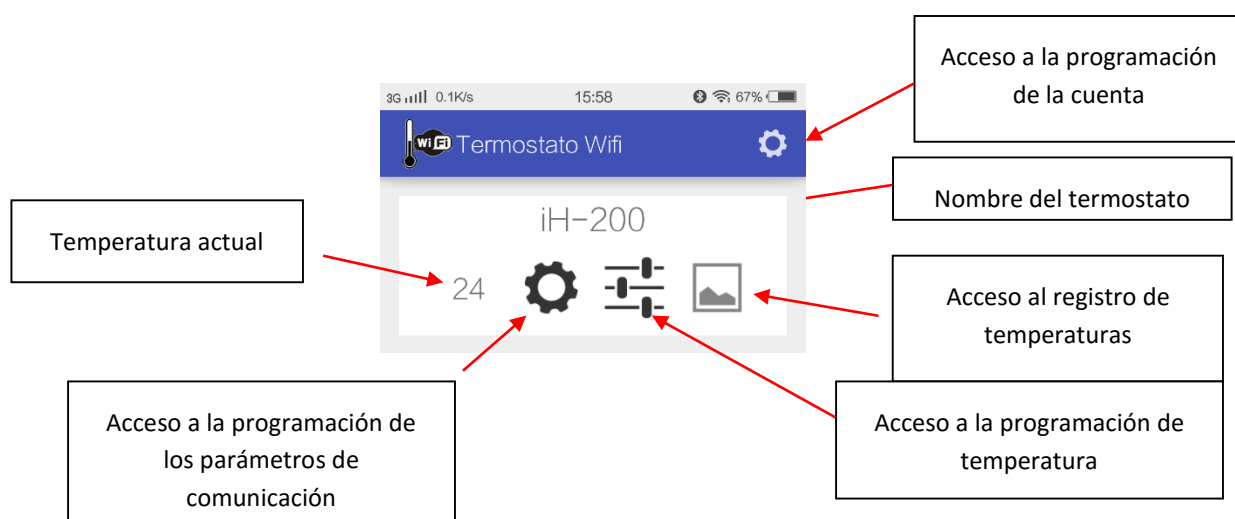 Acceso a la programación
de la cuenta
3G 0.1K/s 15:58 67%
WiFi Termostato Wifi
Nombre del termostato
iH-200
Temperatura actual
24
Acceso al registro de
temperaturas
Acceso a la programación de
los parámetros de
comunicación
Acceso a la programación de
temperatura